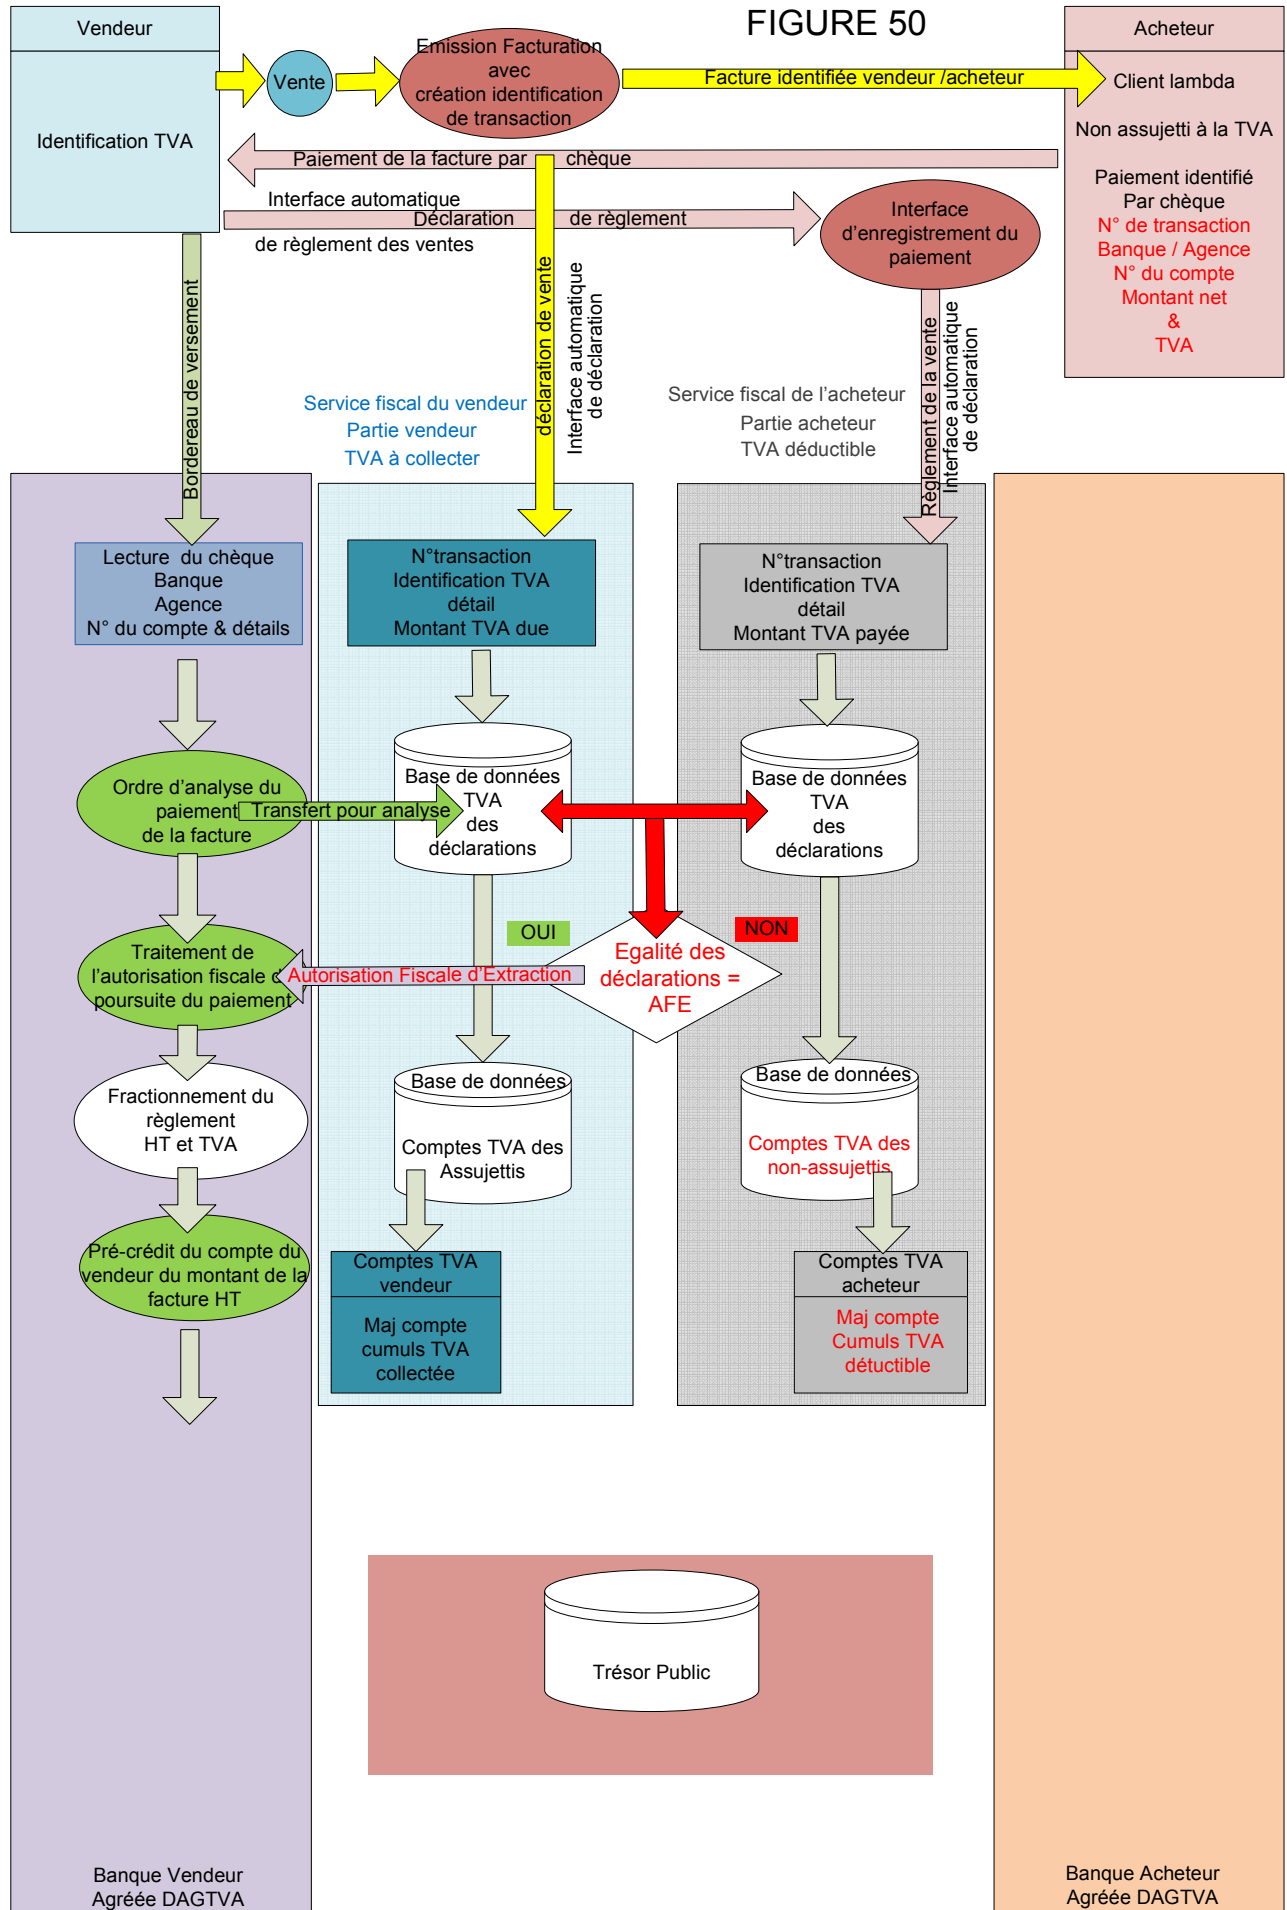 FIGURE 50
Vendeur
Identification TVA
Vente
Emission Facturation
avec
création identification
de transaction
Facture identifiée vendeur /acheteur
Acheteur
Client lambda
Non assujetti à la TVA
Paiement identifié
Par chèque
N° de transaction
Banque / Agence
N° du compte
Montant net
&
TVA
Paiement de la facture par chèque
Interface automatique
Déclaration de règlement
de règlement des ventes
Interface
d'enregistrement du
paiement
Bordereau de versement
déclaration de vente
Interface automatique
de déclaration
Règlement de la vente
Interface automatique
de déclaration
Service fiscal du vendeur
Partie vendeur
TVA à collecter
Service fiscal de l'acheteur
Partie acheteur
TVA déductible
Lecture du chèque
Banque
Agence
N° du compte & détails
N°transaction
Identification TVA
détail
Montant TVA due
N°transaction
Identification TVA
détail
Montant TVA payée
Ordre d'analyse du
paiement
de la facture
Transfert pour analyse
Base de données
TVA
des
déclarations
Base de données
TVA
des
déclarations
OUI
NON
Egalité des
déclarations =
AFE
Autorisation Fiscale d'Extraction
Traitement de
l'autorisation fiscale
poursuite du paiement
Fractionnement du
règlement
HT et TVA
Base de données
Comptes TVA des
Assujettis
Base de données
Comptes TVA des
non-assujettis
Pré-crédit du compte du
vendeur du montant de la
facture HT
Comptes TVA
vendeur
Maj compte
cumuls TVA
collectée
Comptes TVA
acheteur
Maj compte
Cumuls TVA
détuctible
Trésor Public
Banque Vendeur
Agréée DAGTVA
Banque Acheteur
Agréée DAGTVA